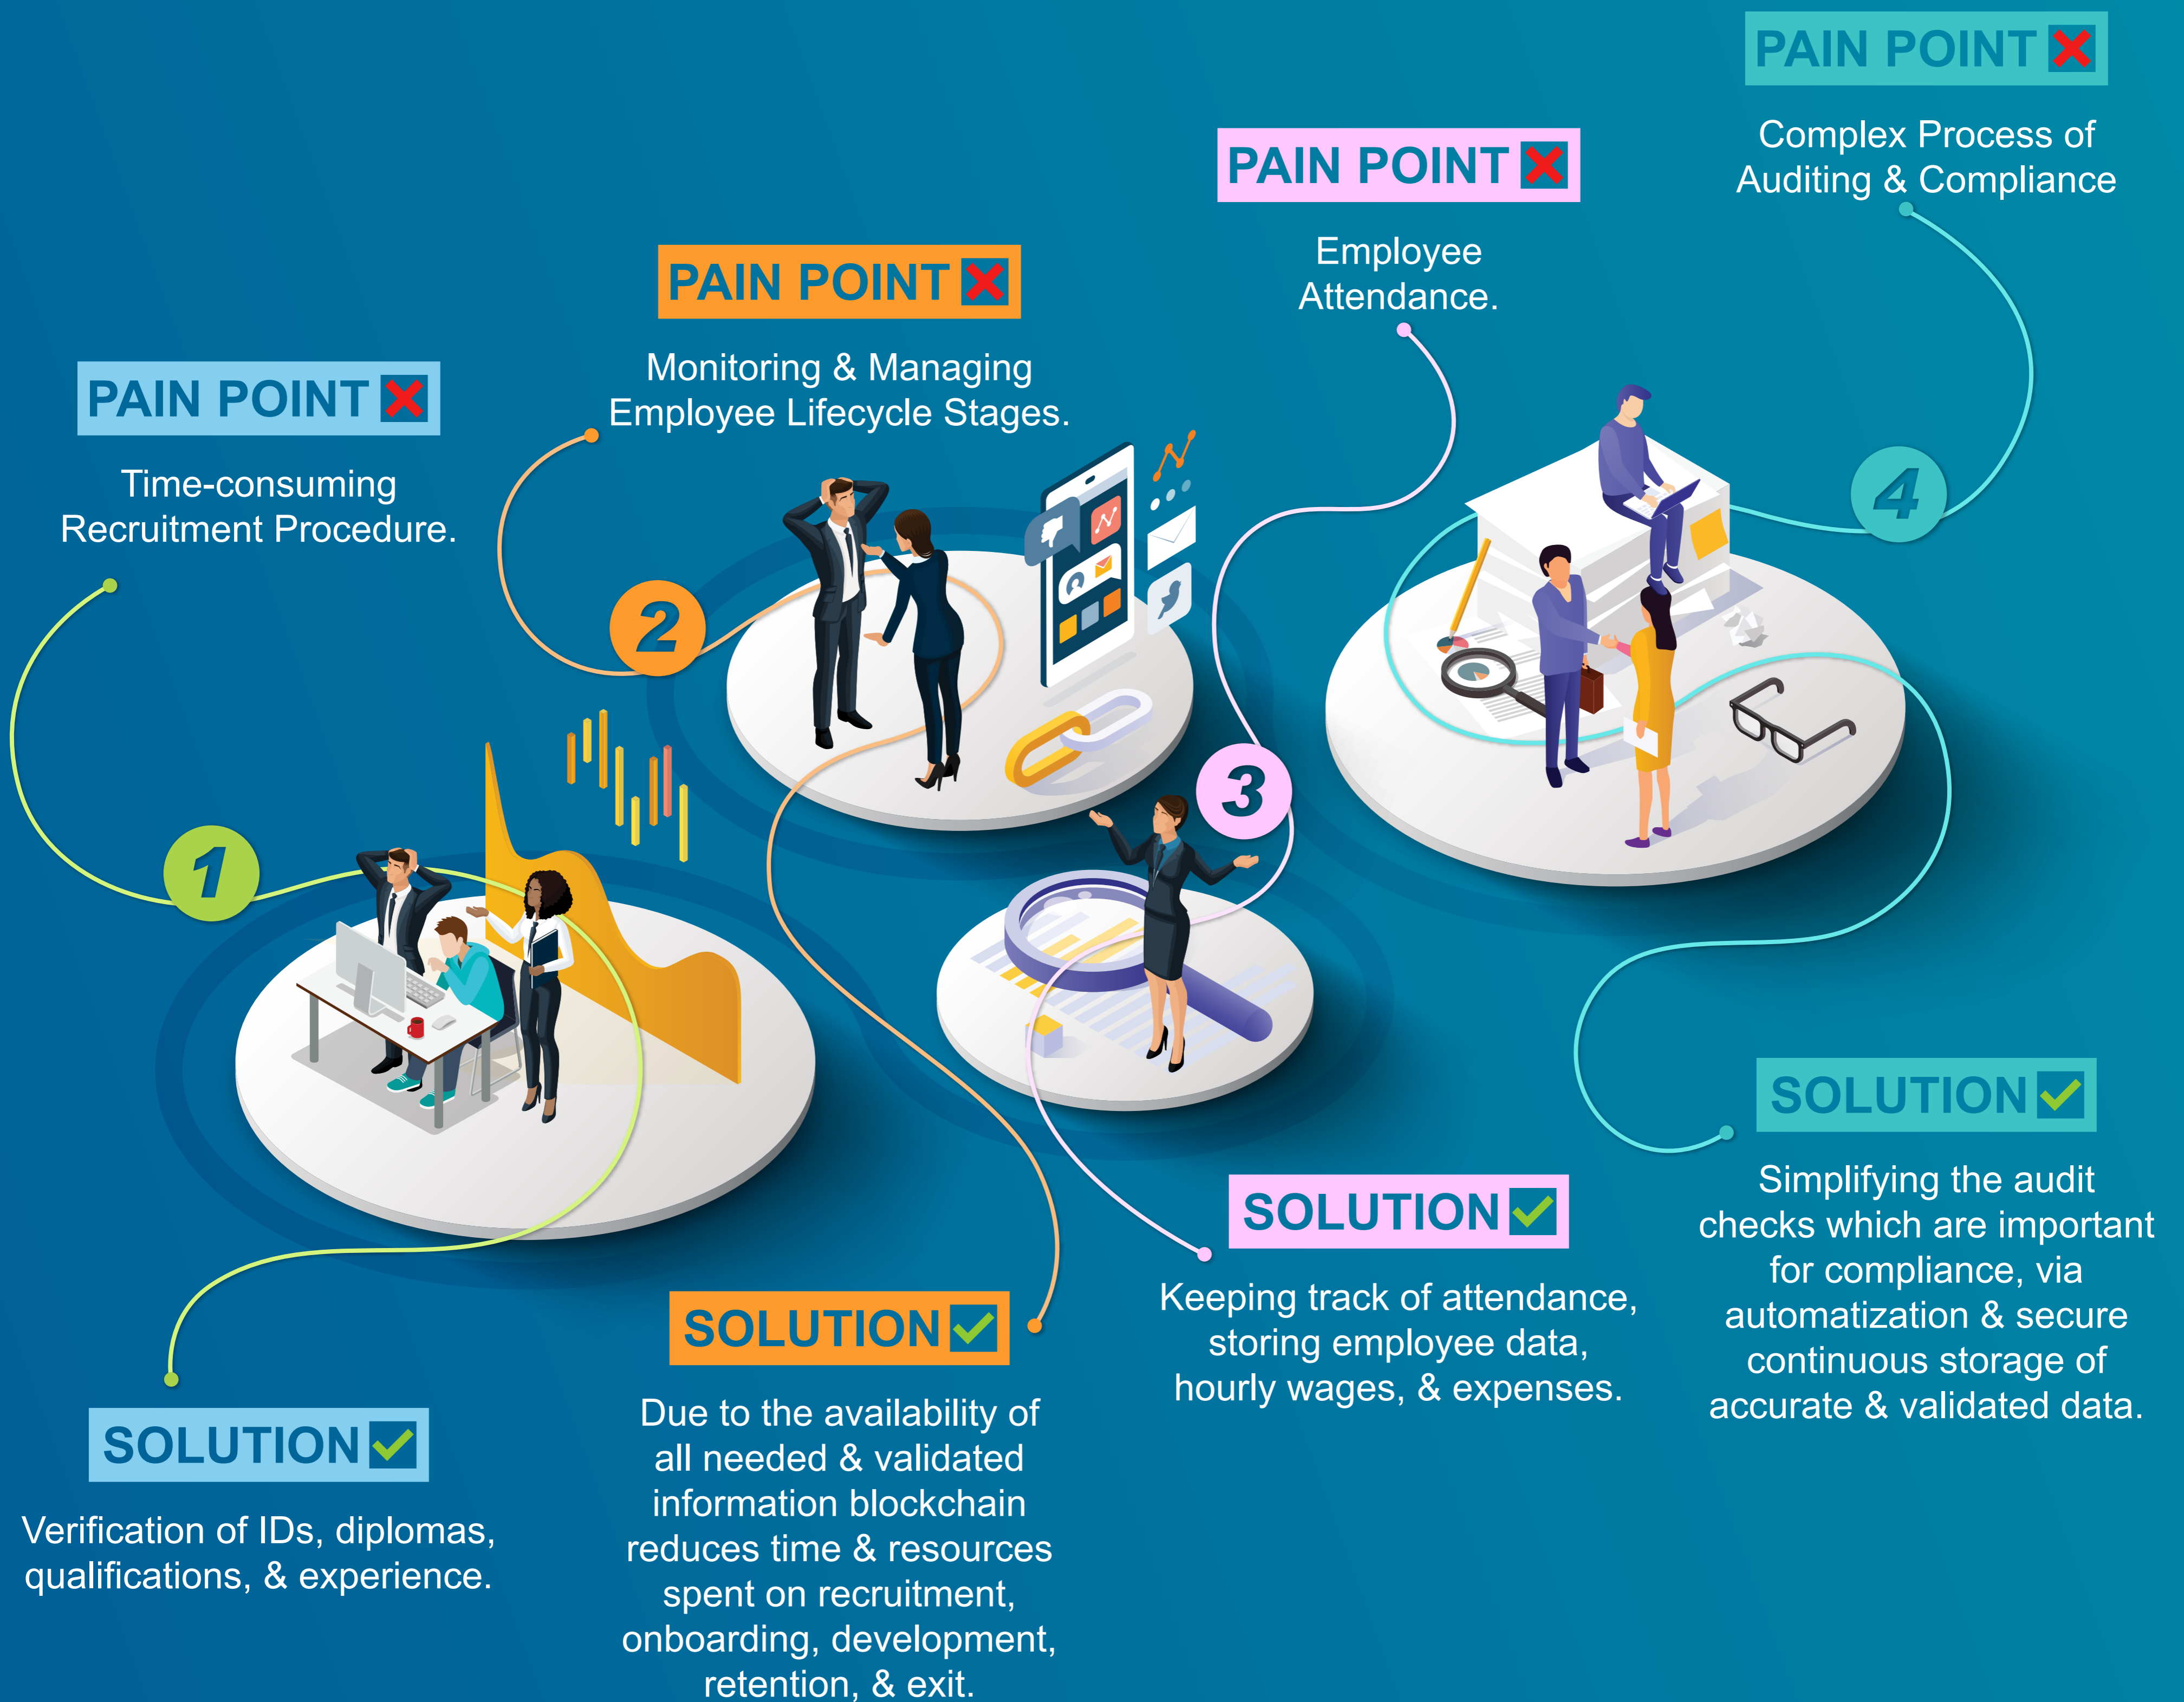 PAIN POINT
Time-consuming
Recruitment Procedure.
1
SOLUTION
Verification of IDs, diplomas,
qualifications, & experience.
PAIN POINT
Monitoring & Managing
Employee Lifecycle Stages.
2
SOLUTION
Due to the availability of
all needed & validated
information blockchain
reduces time & resources
spent on recruitment,
onboarding, development,
retention, & exit.
PAIN POINT
Employee
Attendance.
3
SOLUTION
Keeping track of attendance,
storing employee data,
hourly wages, & expenses.
PAIN POINT
Complex Process of
Auditing & Compliance
4
SOLUTION
Simplifying the audit
checks which are important
for compliance, via
automatization & secure
continuous storage of
accurate & validated data.